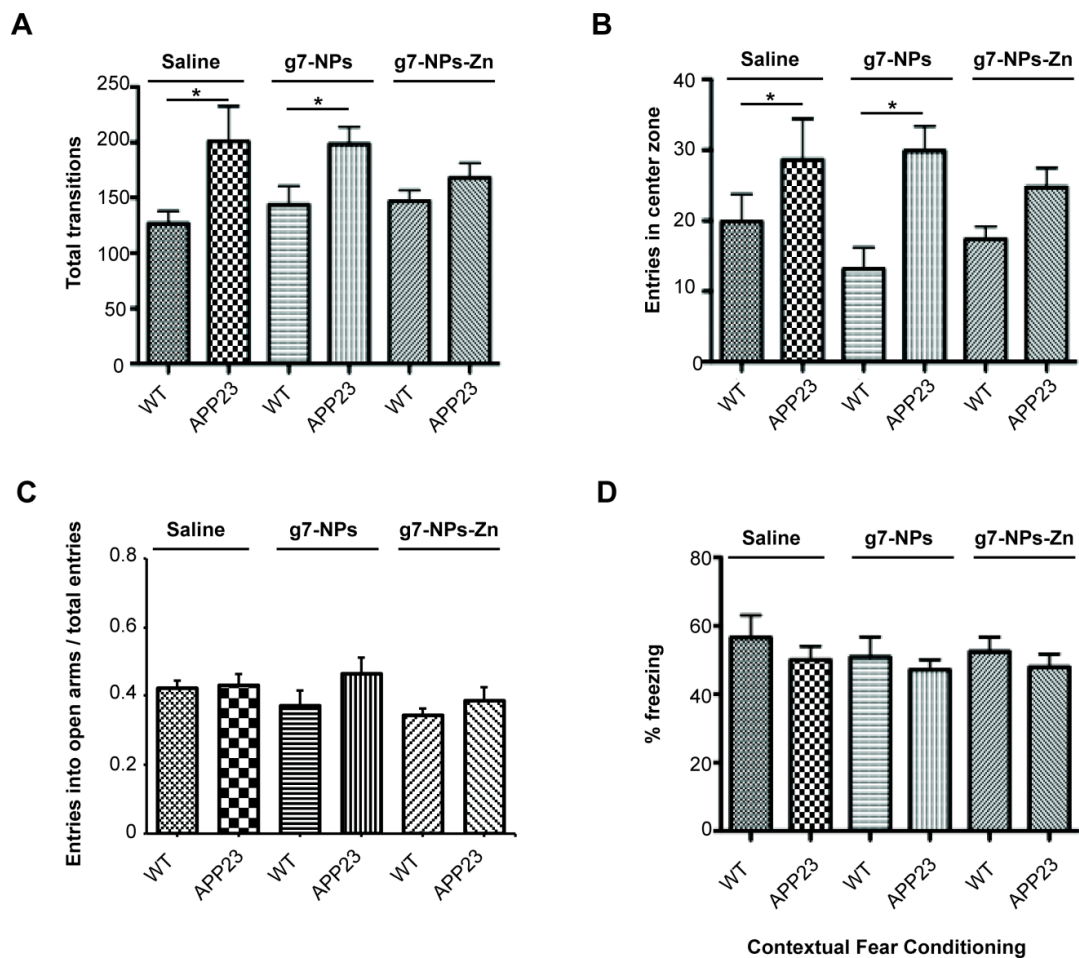 A
Saline g7-NPs g7-NPs-Zn
* *
Total transitions
250
200
150
100
50
0
WT APP23 WT APP23 WT APP23
B
Saline g7-NPs g7-NPs-Zn
* *
Entries in center zone
40
30
20
10
0
WT APP23 WT APP23 WT APP23
C
Saline g7-NPs g7-NPs-Zn
Entries into open arms / total entries
0.8
0.6
0.4
0.2
0
WT APP23 WT APP23 WT APP23
D
Saline g7-NPs g7-NPs-Zn
% freezing
80
60
40
20
0
WT APP23 WT APP23 WT APP23
Contextual Fear Conditioning